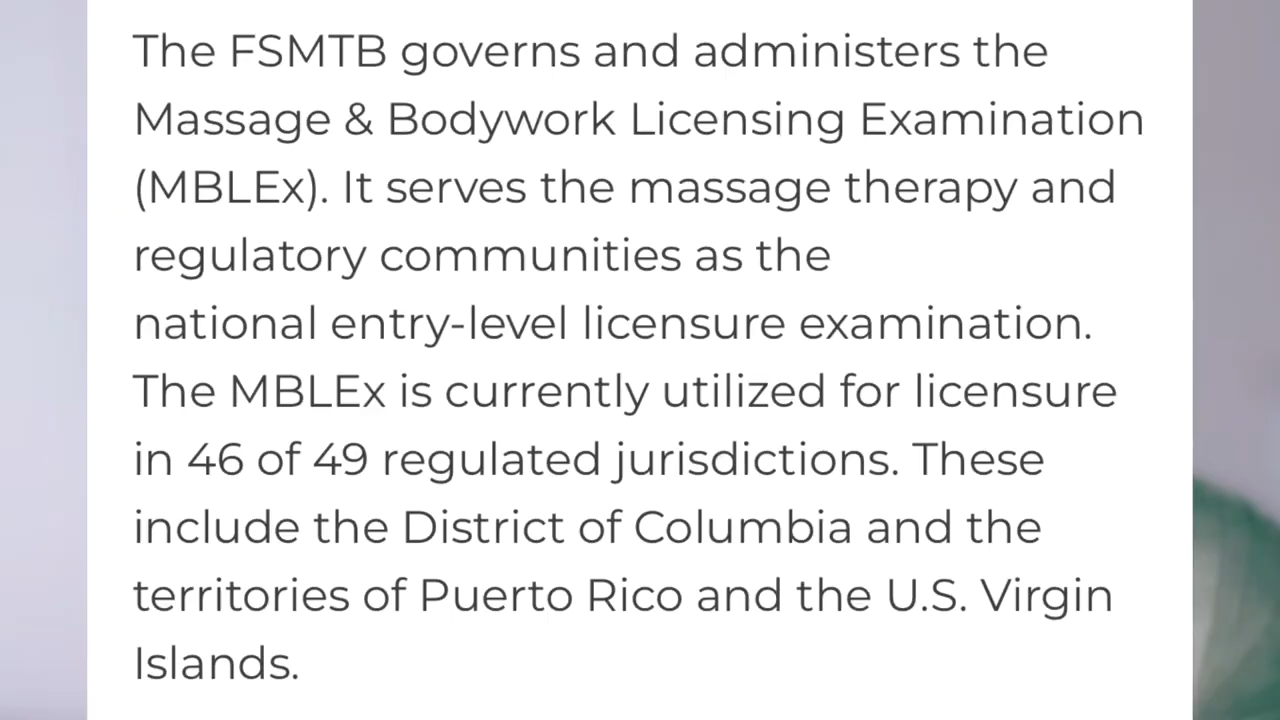 The FSMTB governs and administers the
Massage & Bodywork Licensing Examination
(MBLEx). It serves the massage therapy and
regulatory communities as the
national entry-level licensure examination.
The MBLEx is currently utilized for licensure
in 46 of 49 regulated jurisdictions. These
include the District of Columbia and the
territories of Puerto Rico and the U.S. Virgin
Islands.